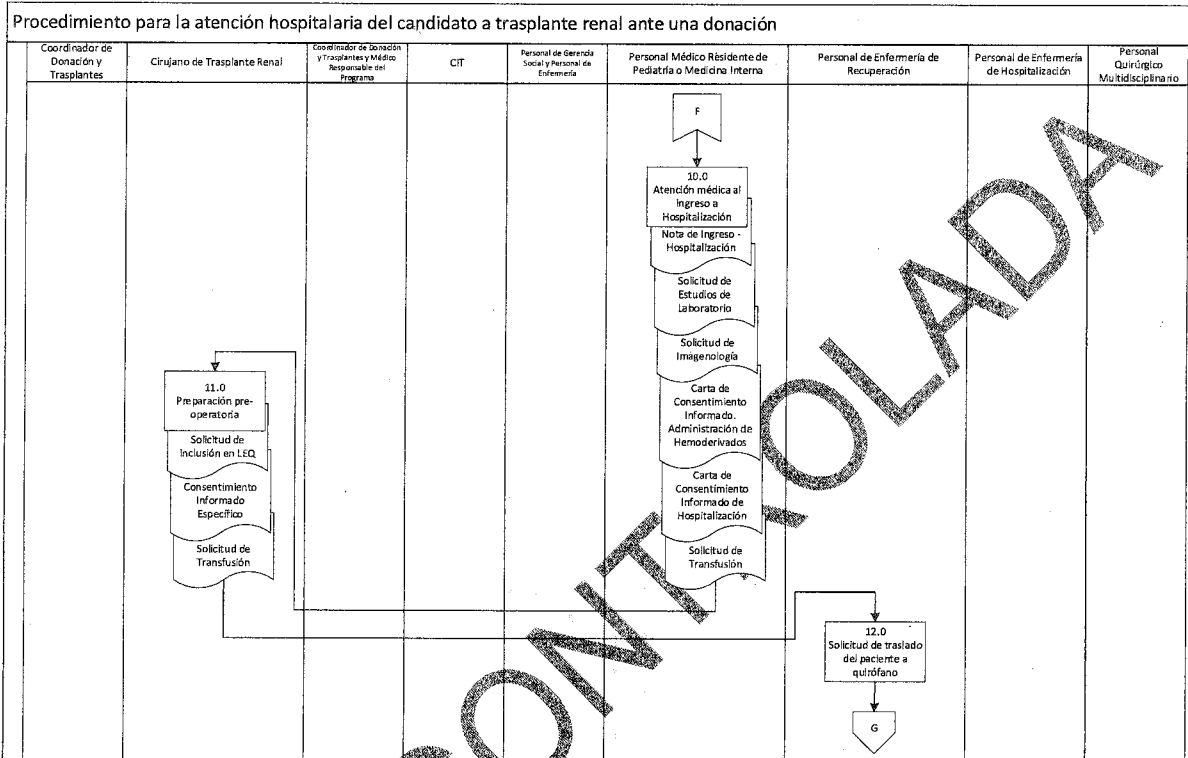 Procedimiento para la atención hospitalaria del candidato a trasplante renal ante una donación
Coordinador de
Donación y
Trasplantes
Cirujano de Trasplante Renal
Coordinador de Donación
y Trasplantes y Médico
Responsable del
Programa
CIT
Personal de Gerencia
Social y Personal de
Enfermería
Personal Médico Residente de
Pediatría o Medicina Interna
Personal de Enfermería de
Recuperación
Personal de Enfermería
de Hospitalización
Personal
Quirúrgico
Multidisciplinario
F
10.0
Atención médica al
ingreso a
Hospitalización
Nota de Ingreso -
Hospitalización
Solicitud de
Estudios de
Laboratorio
Solicitud de
Imagenología
Carta de
Consentimiento
Informado.
Administración de
Hemoderivados
Carta de
Consentimiento
Informado de
Hospitalización
Solicitud de
Transfusión
11.0
Preparación pre-
operatoria
Solicitud de
Inclusión en LEQ
Consentimiento
Informado
Específico
Solicitud de
Transfusión
12.0
Solicitud de traslado
del paciente a
quirófano
G
CONTROLADA